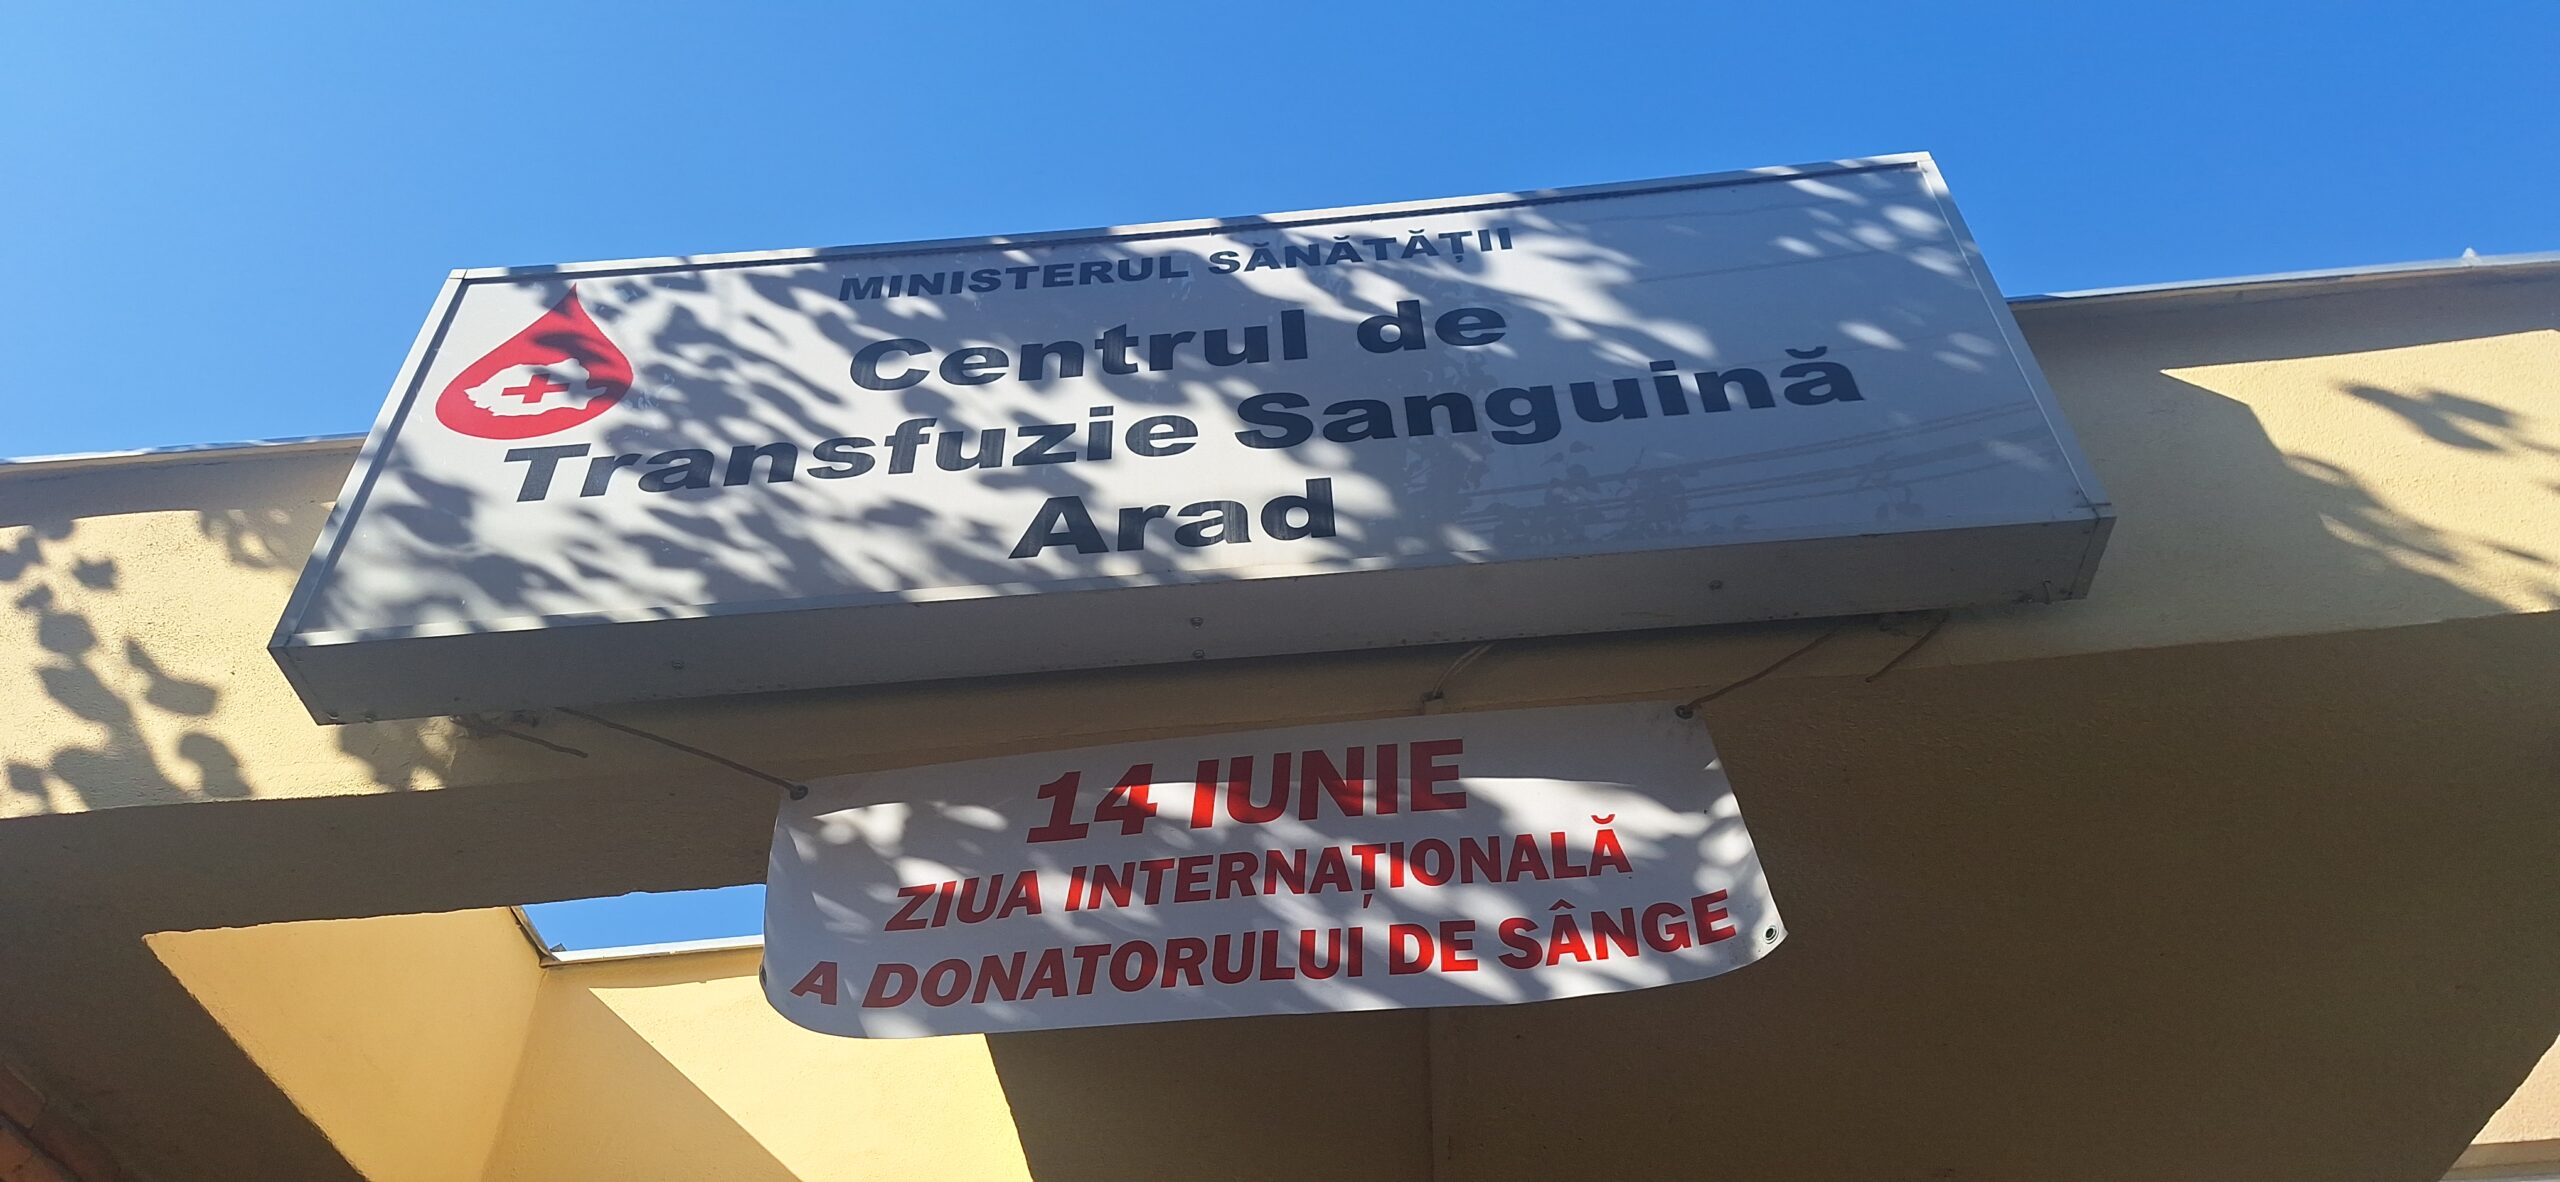 MINISTERUL SĂNĂTĂȚII
Centrul de
Transfuzie Sanguină
Arad
14 IUNIE
ZIUA INTERNAȚIONALĂ
A DONATORULUI DE SÂNGE